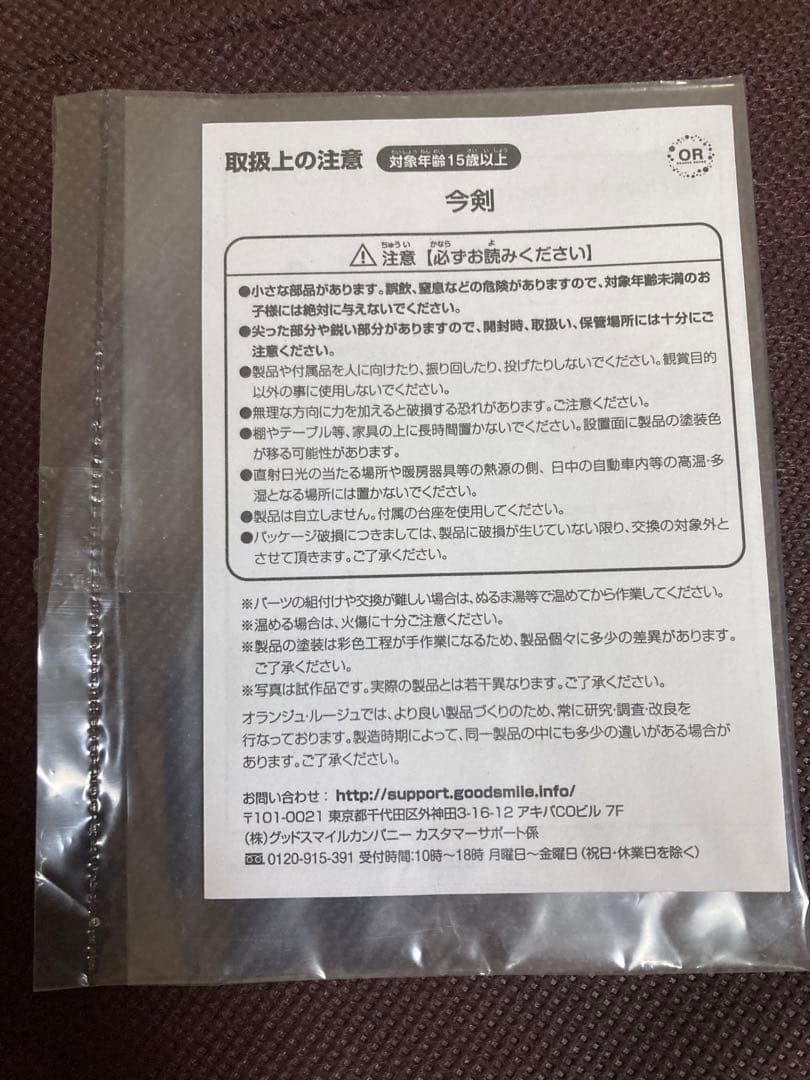 取扱上の注意 対象年齢15歳以上
OR
今剣
注意【必ずお読みください】
●小さな部品があります。誤飲、窒息などの危険がありますので、対象年齢未満のお
子様には絶対に与えないでください。
●尖った部分や鋭い部分がありますので、開封時、取扱い、保管場所には十分にご
注意ください。
●製品や付属品を人に向けたり、振り回したり、投げたりしないでください。観賞目的
以外の事に使用しないでください。
●無理な方向に力を加えると破損する恐れがあります。ご注意ください。
●棚やテーブル等、家具の上に長時間置かないでください。設置面に製品の塗装色
が移る可能性があります。
●直射日光の当たる場所や暖房器具等の熱源の側、日中の自動車内等の高温・多
湿となる場所には置かないでください。
●製品は自立しません。付属の台座を使用してください。
●パッケージ破損につきましては、製品に破損が生じていない限り、交換の対象外と
させて頂きます。ご了承ください。
※パーツの組付けや交換が難しい場合は、ぬるま湯等で温めてから作業してください。
※温める場合は、火傷に十分ご注意ください。
※製品の塗装は彩色工程が手作業になるため、製品個々に多少の差異があります。
ご了承ください。
※写真は試作品です。実際の製品とは若干異なります。ご了承ください。
オランジュ・ルージュでは、より良い製品づくりのため、常に研究・調査・改良を
行なっております。製造時期によって、同一製品の中にも多少の違いがある場合が
あります。ご了承ください。
お問い合わせ：http://support.goodsmile.info/
〒101-0021 東京都千代田区外神田3-16-12 アキバCOビル 7F
（株）グッドスマイルカンパニー カスタマーサポート係
0120-915-391 受付時間：10時～18時 月曜日～金曜日（祝日・休業日を除く）